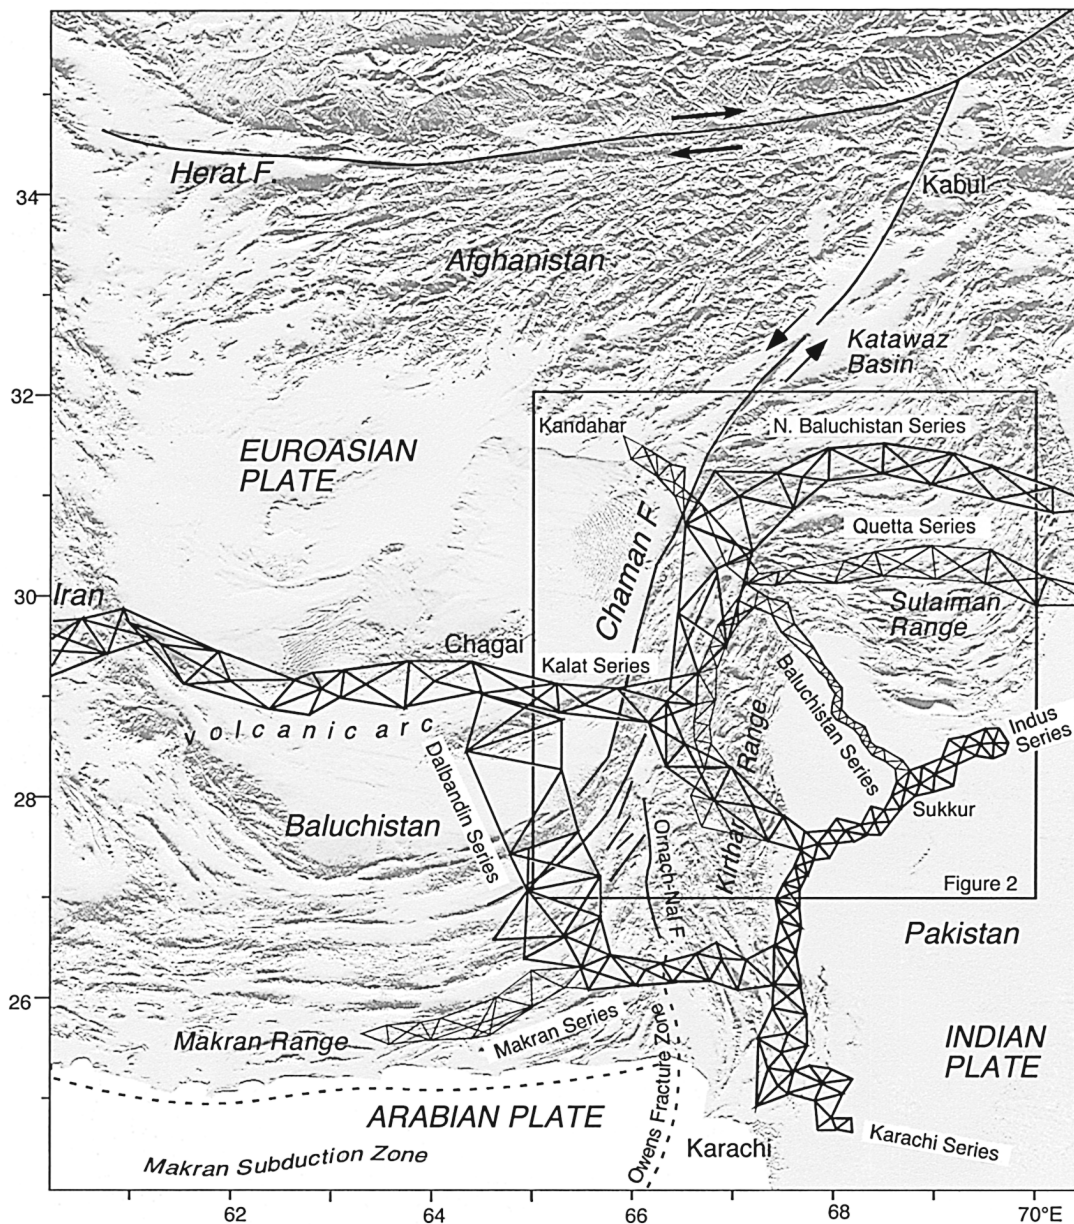 Herat F.
34
Kabul
Afghanistan
Katawaz
Basin
32
Kandahar
N. Baluchistan Series
EUROASIAN
PLATE
Chaman F.
Quetta Series
30
Iran
Sulaiman
Range
Chagai
Kalat Series
Baluchistan Series
volcanic arc
Indus
Series
Dalbandin Series
Kirthar Range
28
Baluchistan
Sukkur
Ornach-Nal F
Figure 2
Pakistan
26
Makran Range
Makran Series
INDIAN
PLATE
Owens Fracture Zone
ARABIAN PLATE
Karachi
Karachi Series
Makran Subduction Zone
62
64
66
68
70°E